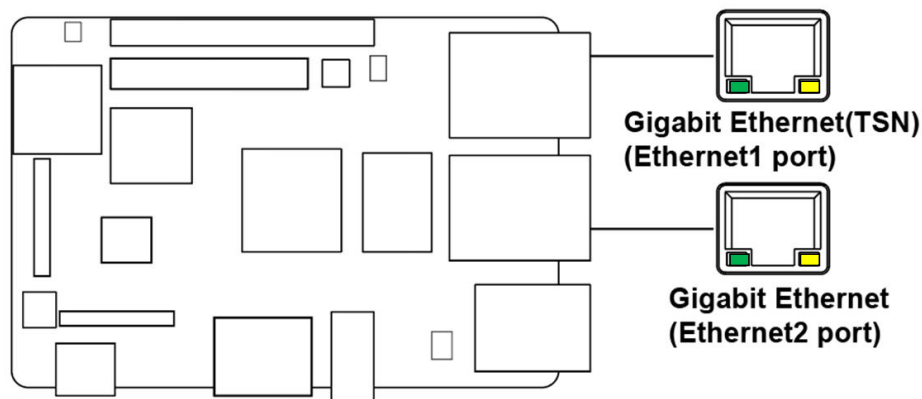 Gigabit Ethernet(TSN)
(Ethernet1 port)
Gigabit Ethernet
(Ethernet2 port)